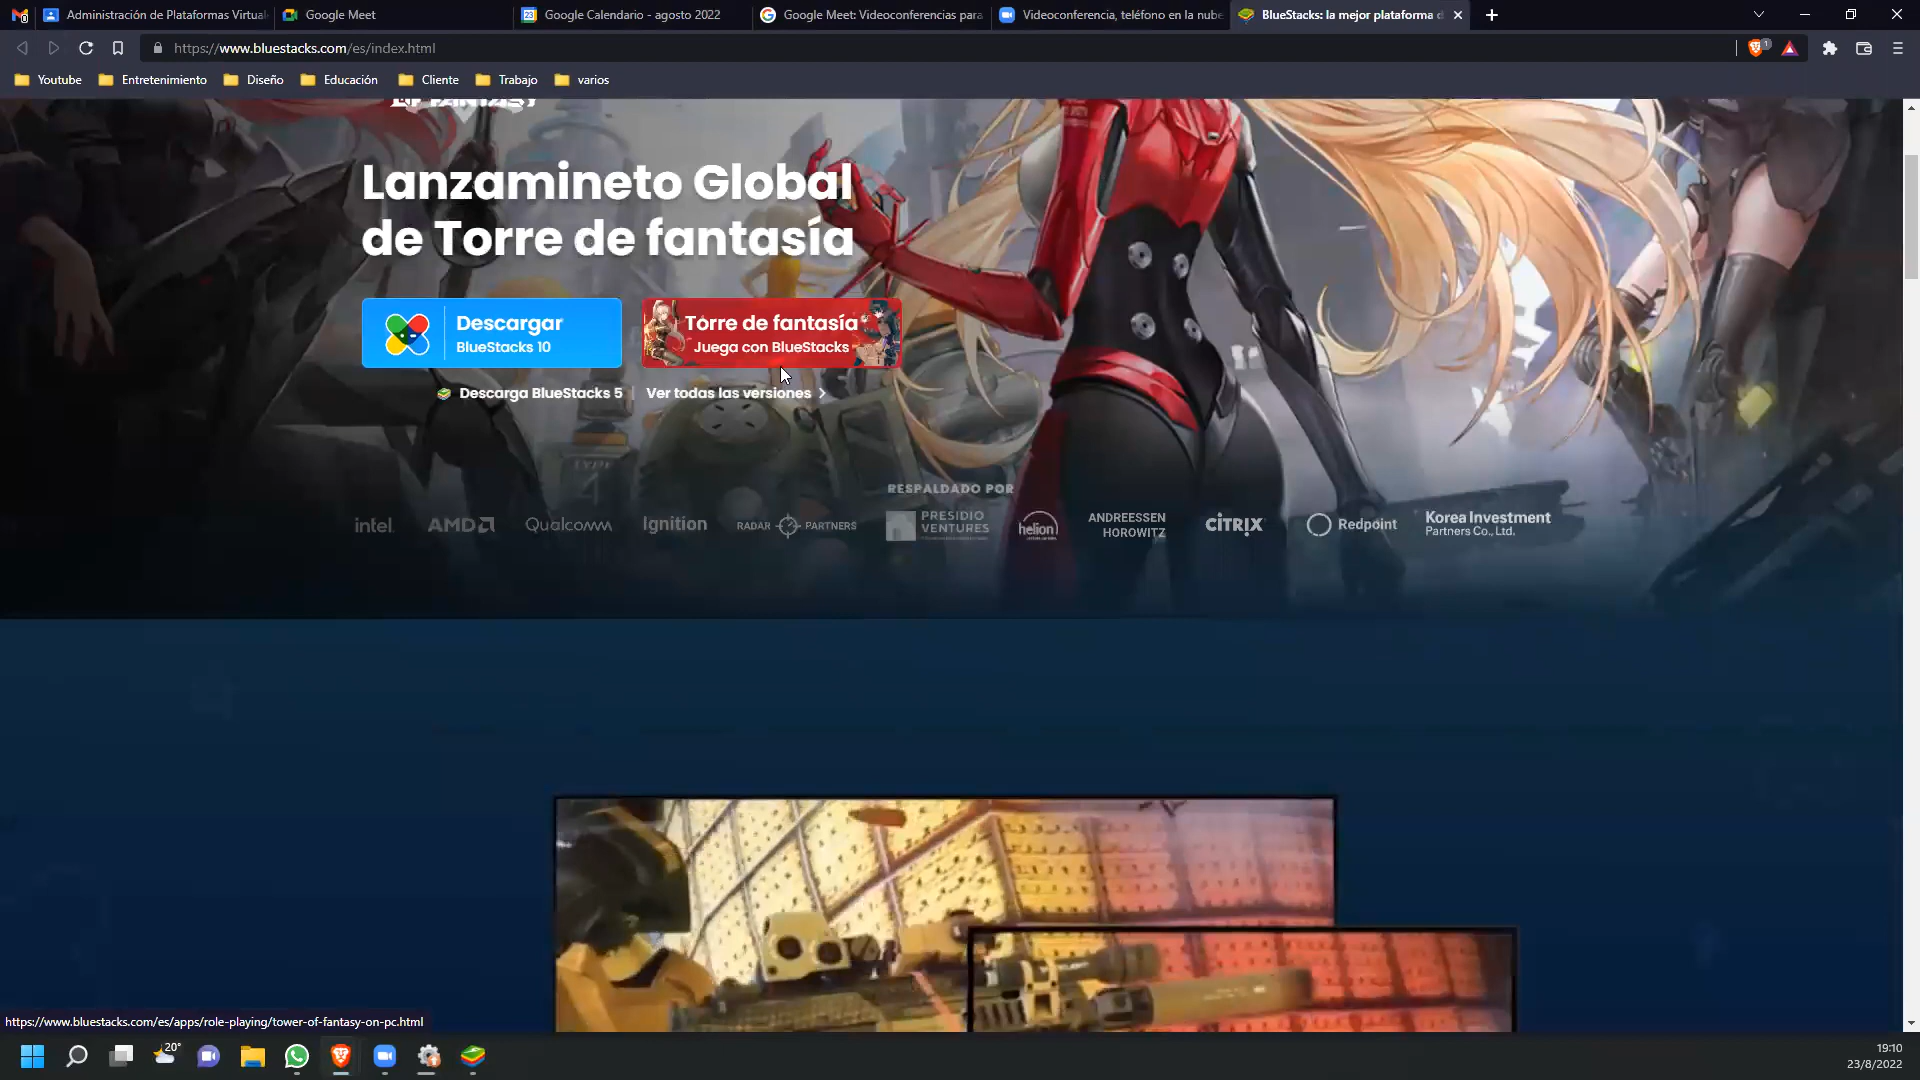 Administración de Plataformas Virtual
Google Meet
Google Calendario - agosto 2022
Google Meet: Videoconferencias para
Videoconferencia, teléfono en la nube
BlueStacks: la mejor plataforma d
https://www.bluestacks.com/es/index.html
1
Youtube
Entretenimiento
Diseño
Educación
Cliente
Trabajo
varios
Lanzamineto Global
de Torre de fantasía
Descargar
BlueStacks 10
Torre de fantasía
Juega con BlueStacks
Descarga BlueStacks 5
Ver todas las versiones
RESPALDADO POR
intel
AMD
Qualcomm
Ignition
RADAR PARTNERS
PRESIDIO
VENTURES
helion
ANDREESSEN
HOROWITZ
CITRIX
Redpoint
Korea Investment
Partners Co., Ltd.
https://www.bluestacks.com/es/apps/role-playing/tower-of-fantasy-on-pc.html
20°
19:10
23/8/2022